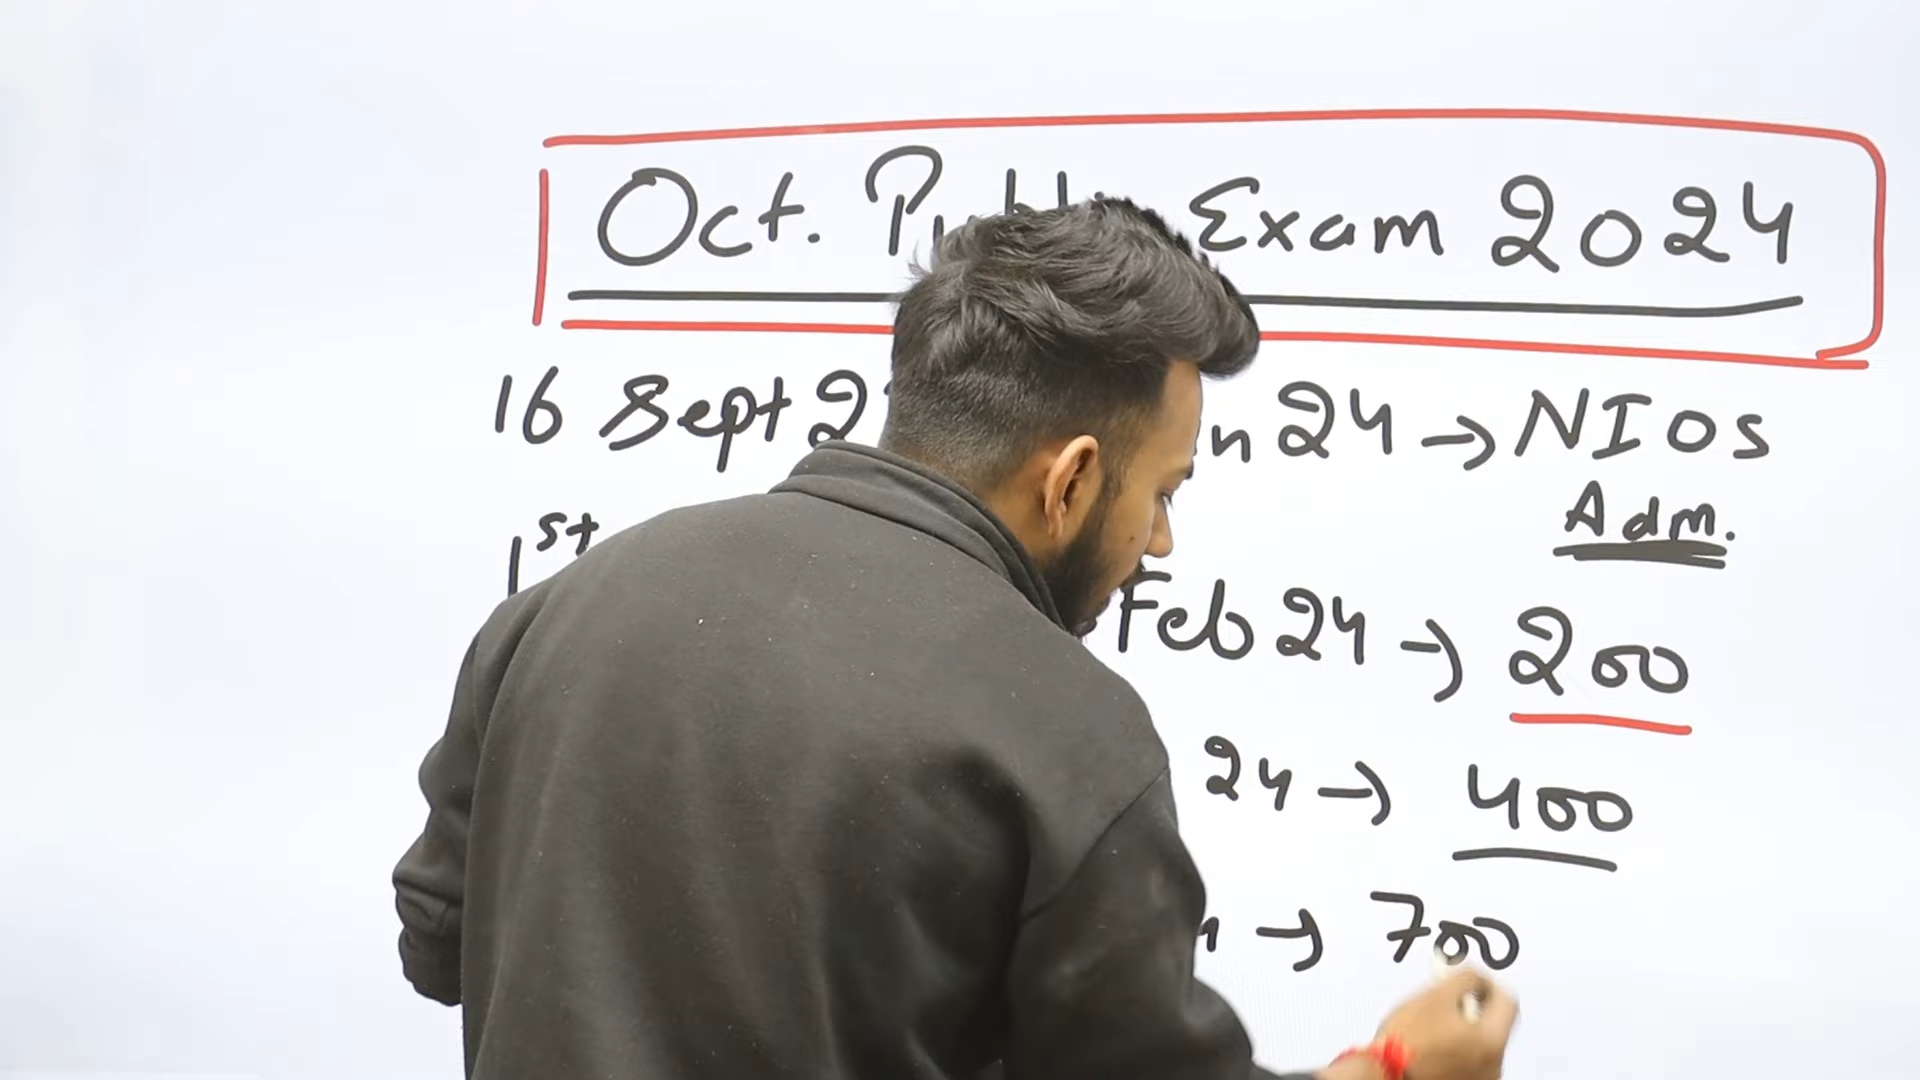 Oct. Public Exam 2024
16 Sept 2 n 24 → NIOS
Adm.
1st
Feb 24 → 200
24 → 400
→ 700